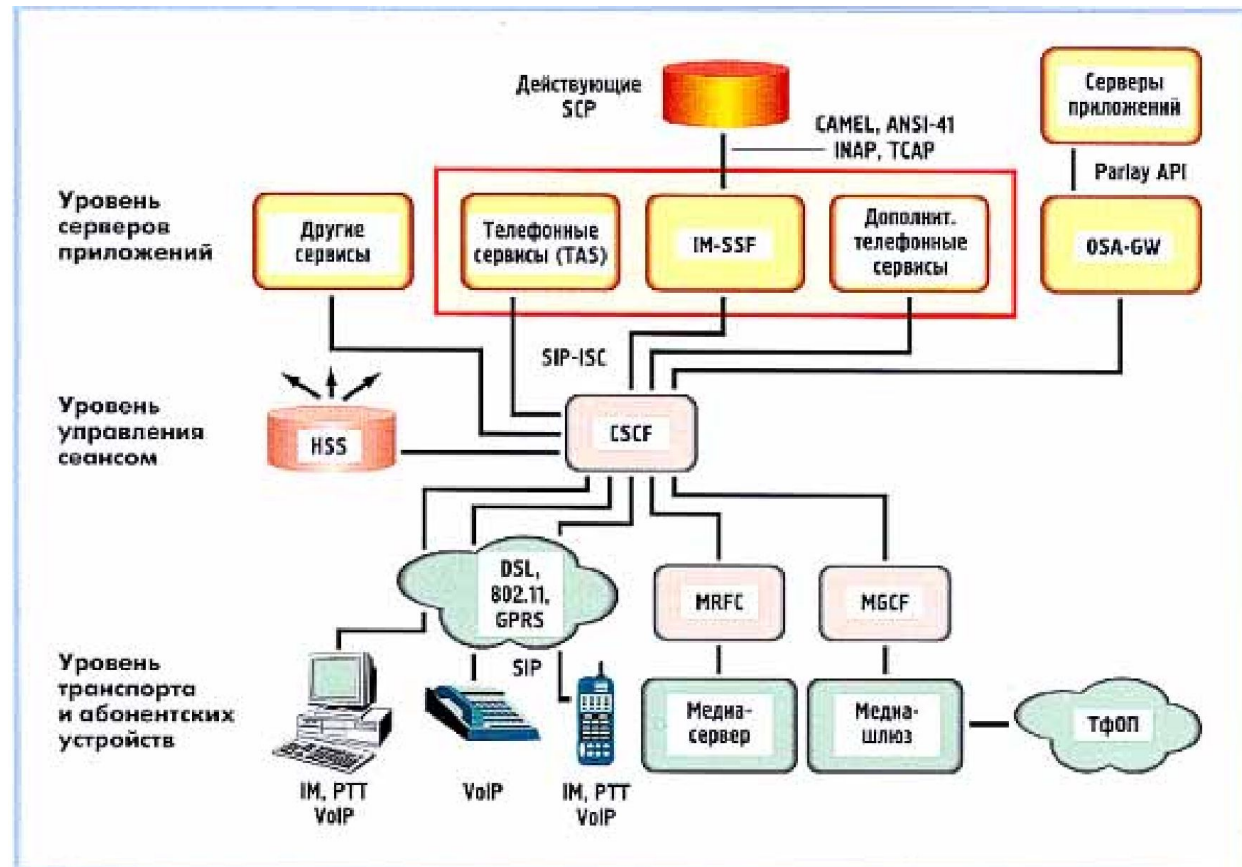 Действующие
SCP
Серверы
приложений
CAMEL, ANSI-41
INAP, TCAP
Parlay API
Уровень
серверов
приложений
Другие
сервисы
Телефонные
сервисы (TAS)
IM-SSF
Дополнит.
телефонные
сервисы
OSA-GW
SIP-ISC
Уровень
управления
сеансом
HSS
CSCF
DSL,
802.11,
GPRS
MRFC
MGCF
SIP
Уровень
транспорта
и абонентских
устройств
Медиа-
сервер
Медиа-
шлюз
ТфОП
IM, PTT
VoIP
VoIP
IM, PTT
VoIP